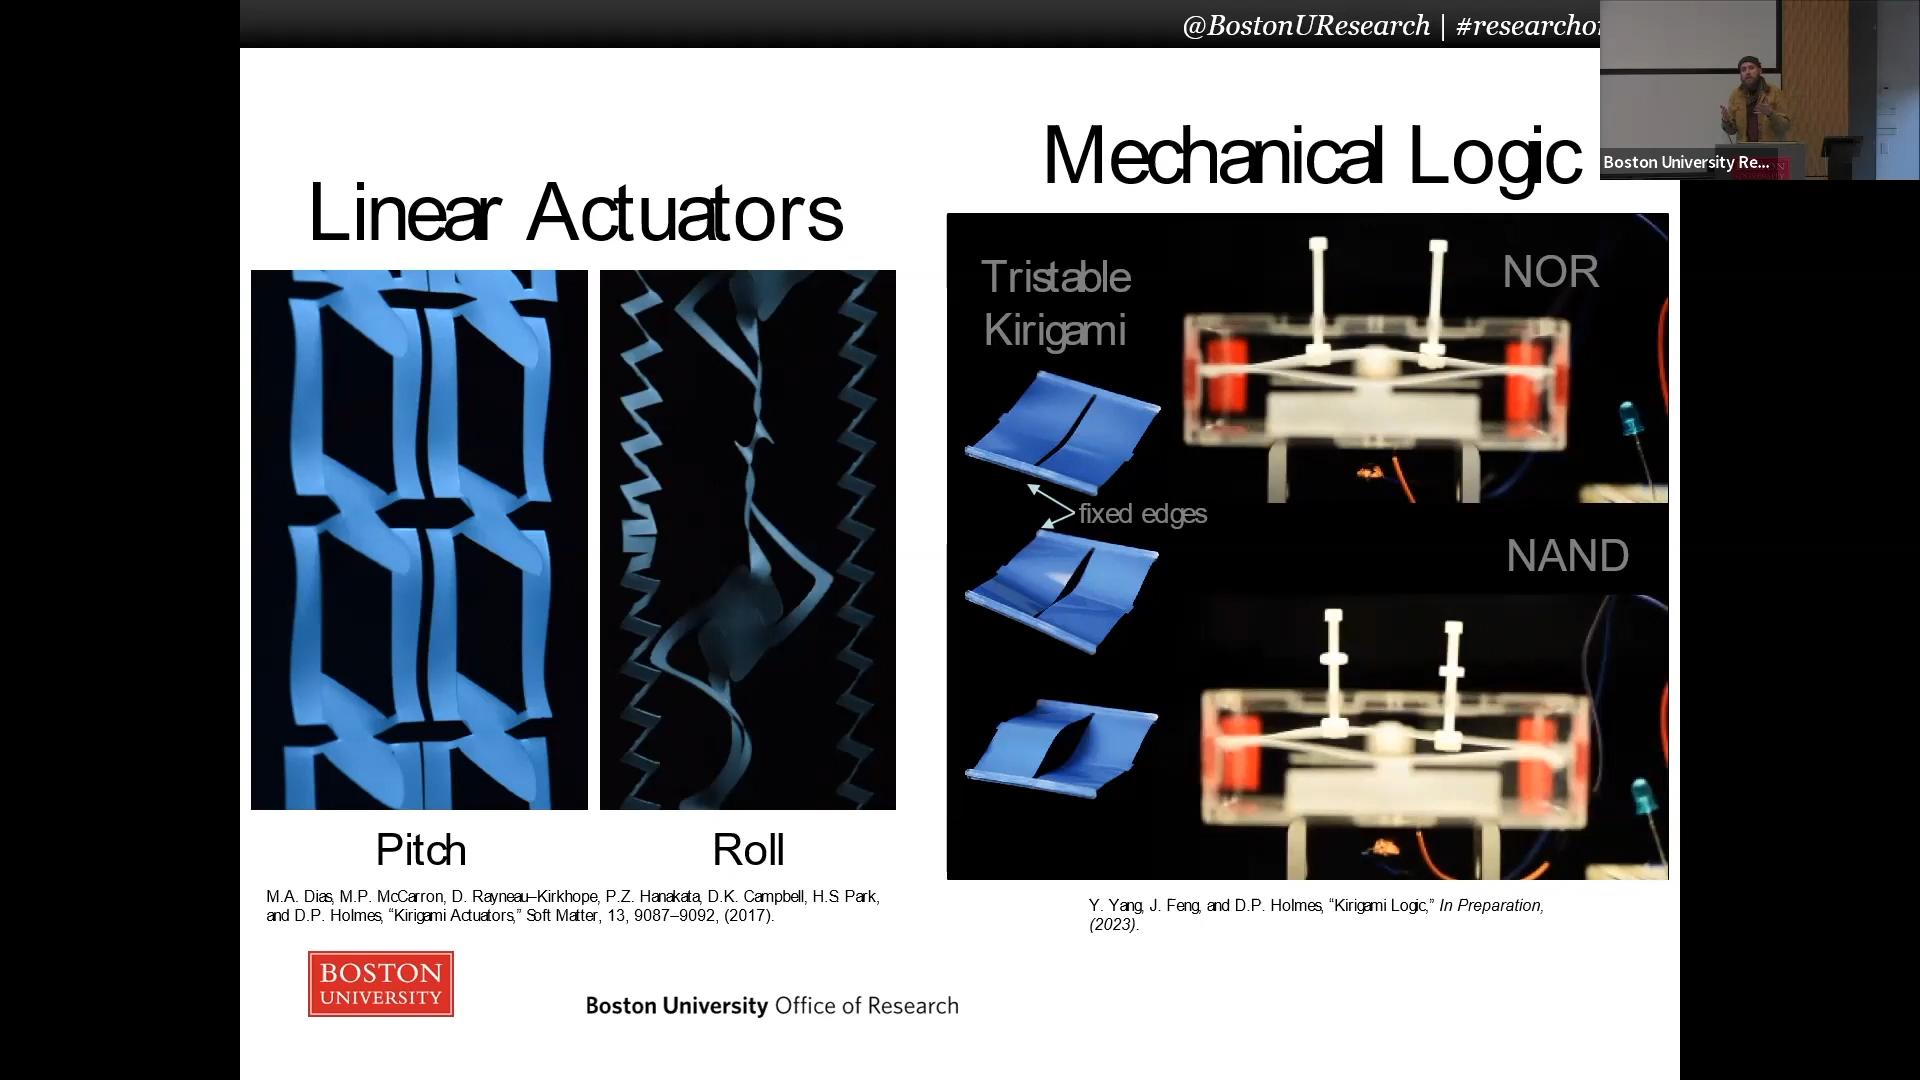 @BostonUResearch | #researcho
Boston University Re...
Linear Actuators
Mechanical Logic
Tristable
Kirigami
NOR
fixed edges
NAND
Pitch
Roll
M.A. Dias, M.P. McCarron, D. Rayneau–Kirkhope, P.Z. Hanakata, D.K. Campbell, H.S. Park,
and D.P. Holmes, “Kirigami Actuators,” Soft Matter, 13, 9087–9092, (2017).
Y. Yang, J. Feng, and D.P. Holmes, “Kirigami Logic,” In Preparation,
(2023).
BOSTON
UNIVERSITY
Boston University Office of Research